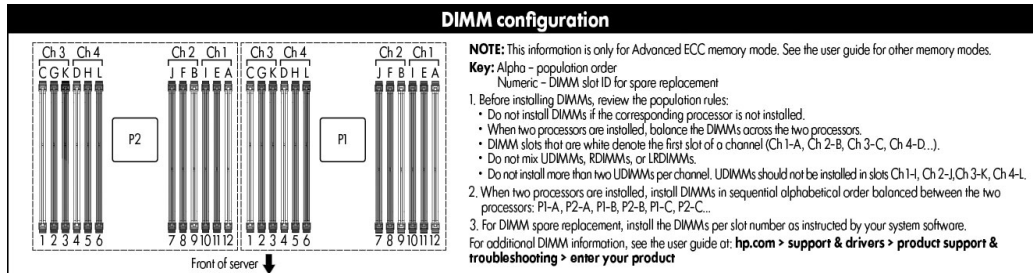 DIMM configuration
Ch 3 Ch 4 Ch 2 Ch 1 Ch 3 Ch 4 Ch 2 Ch 1
C G K D H L J F B I E A C G K D H L J F B I E A
P2 P1
1 2 3 4 5 6 7 8 9 10 11 12 1 2 3 4 5 6 7 8 9 10 11 12
Front of server
NOTE: This information is only for Advanced ECC memory mode. See the user guide for other memory modes.
Key: Alpha – population order
Numeric – DIMM slot ID for spare replacement
1. Before installing DIMMs, review the population rules:
• Do not install DIMMs if the corresponding processor is not installed.
• When two processors are installed, balance the DIMMs across the two processors.
• DIMM slots that are white denote the first slot of a channel (Ch 1-A, Ch 2-B, Ch 3-C, Ch 4-D...).
• Do not mix UDIMMs, RDIMMs, or LRDIMMs.
• Do not install more than two UDIMMs per channel. UDIMMs should not be installed in slots Ch 1-I, Ch 2-J,Ch 3-K, Ch 4-L.
2. When two processors are installed, install DIMMs in sequential alphabetical order balanced between the two
processors: P1-A, P2-A, P1-B, P2-B, P1-C, P2-C...
3. For DIMM spare replacement, install the DIMMs per slot number as instructed by your system software.
For additional DIMM information, see the user guide at: hp.com > support & drivers > product support &
troubleshooting > enter your product